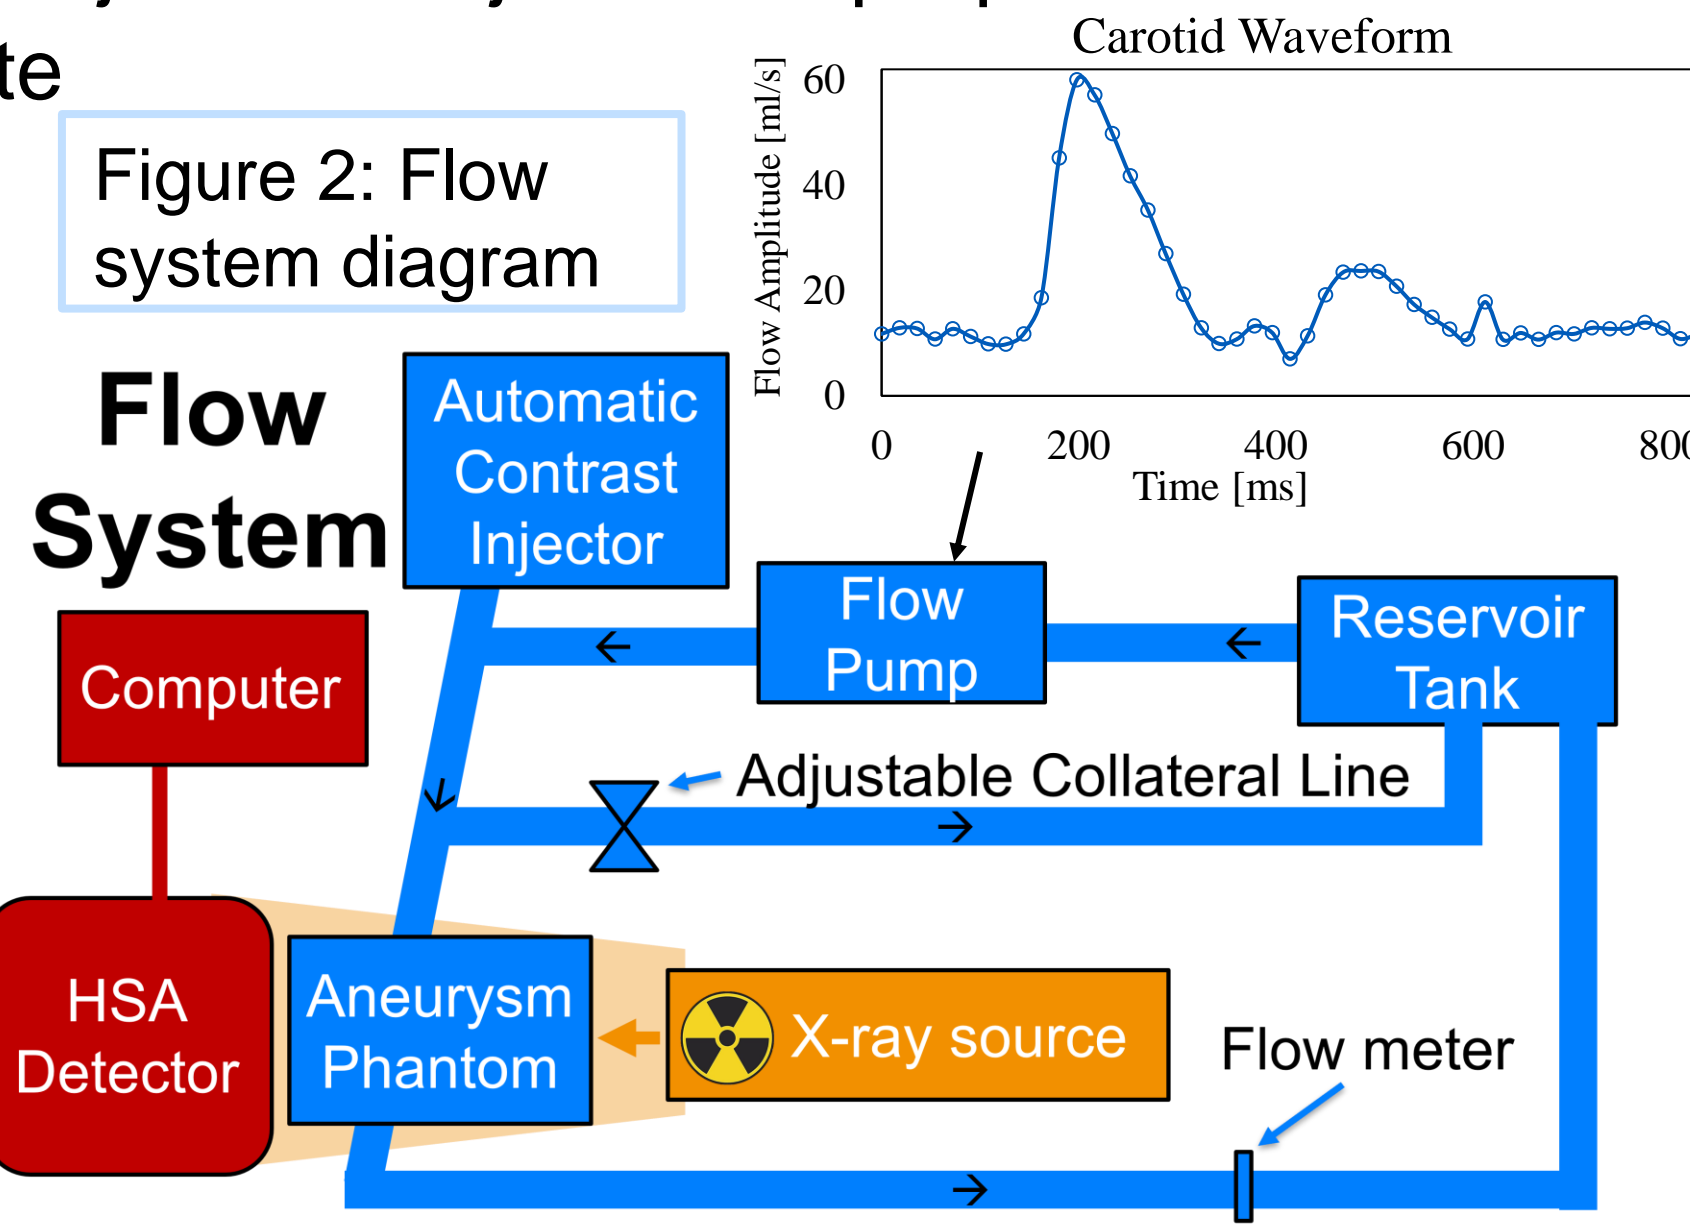 te
Figure 2: Flow
system diagram
Carotid Waveform
Flow Amplitude [ml/s]
60
40
20
0
0 200 400 600
Time [ms]
Flow
System
Automatic
Contrast
Injector
Flow
Pump
Reservoir
Tank
Computer
Adjustable Collateral Line
HSA
Detector
Aneurysm
Phantom
X-ray source
Flow meter